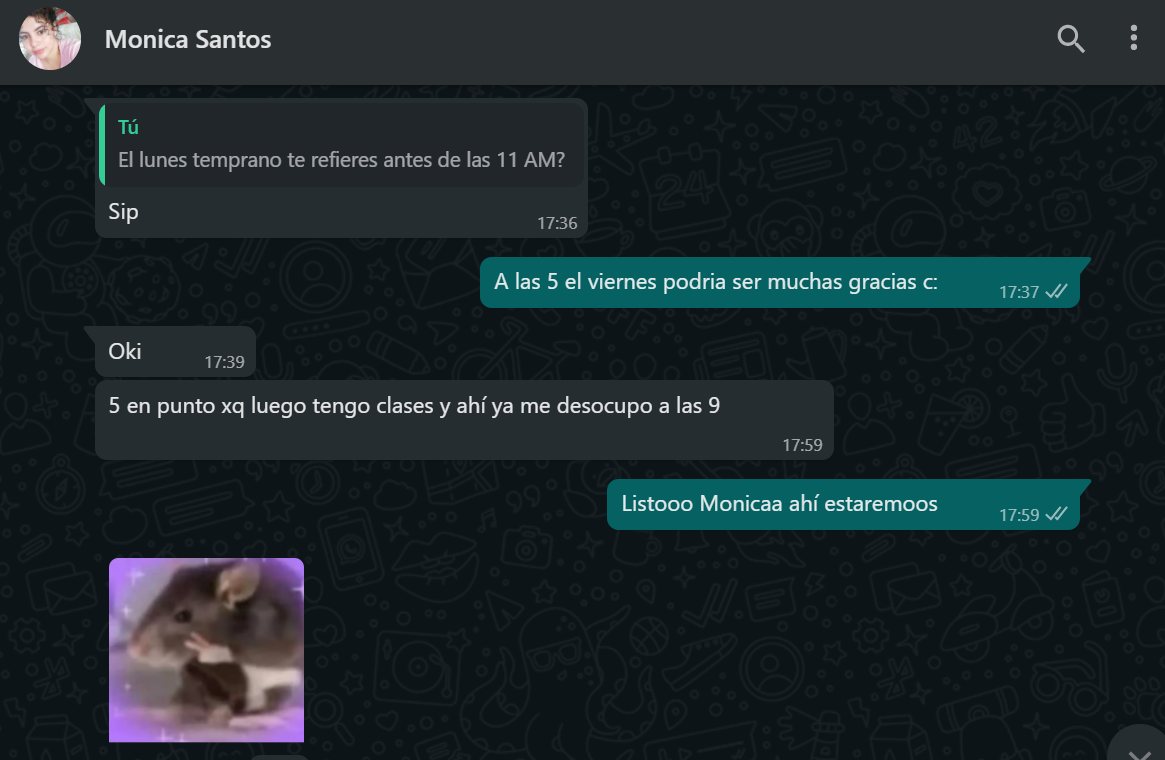 Monica Santos
Tú
El lunes temprano te refieres antes de las 11 AM?
Sip
17:36
A las 5 el viernes podria ser muchas gracias c:
17:37
Oki
17:39
5 en punto xq luego tengo clases y ahí ya me desocupo a las 9
17:59
Listooo Monicaa ahí estaremoos
17:59